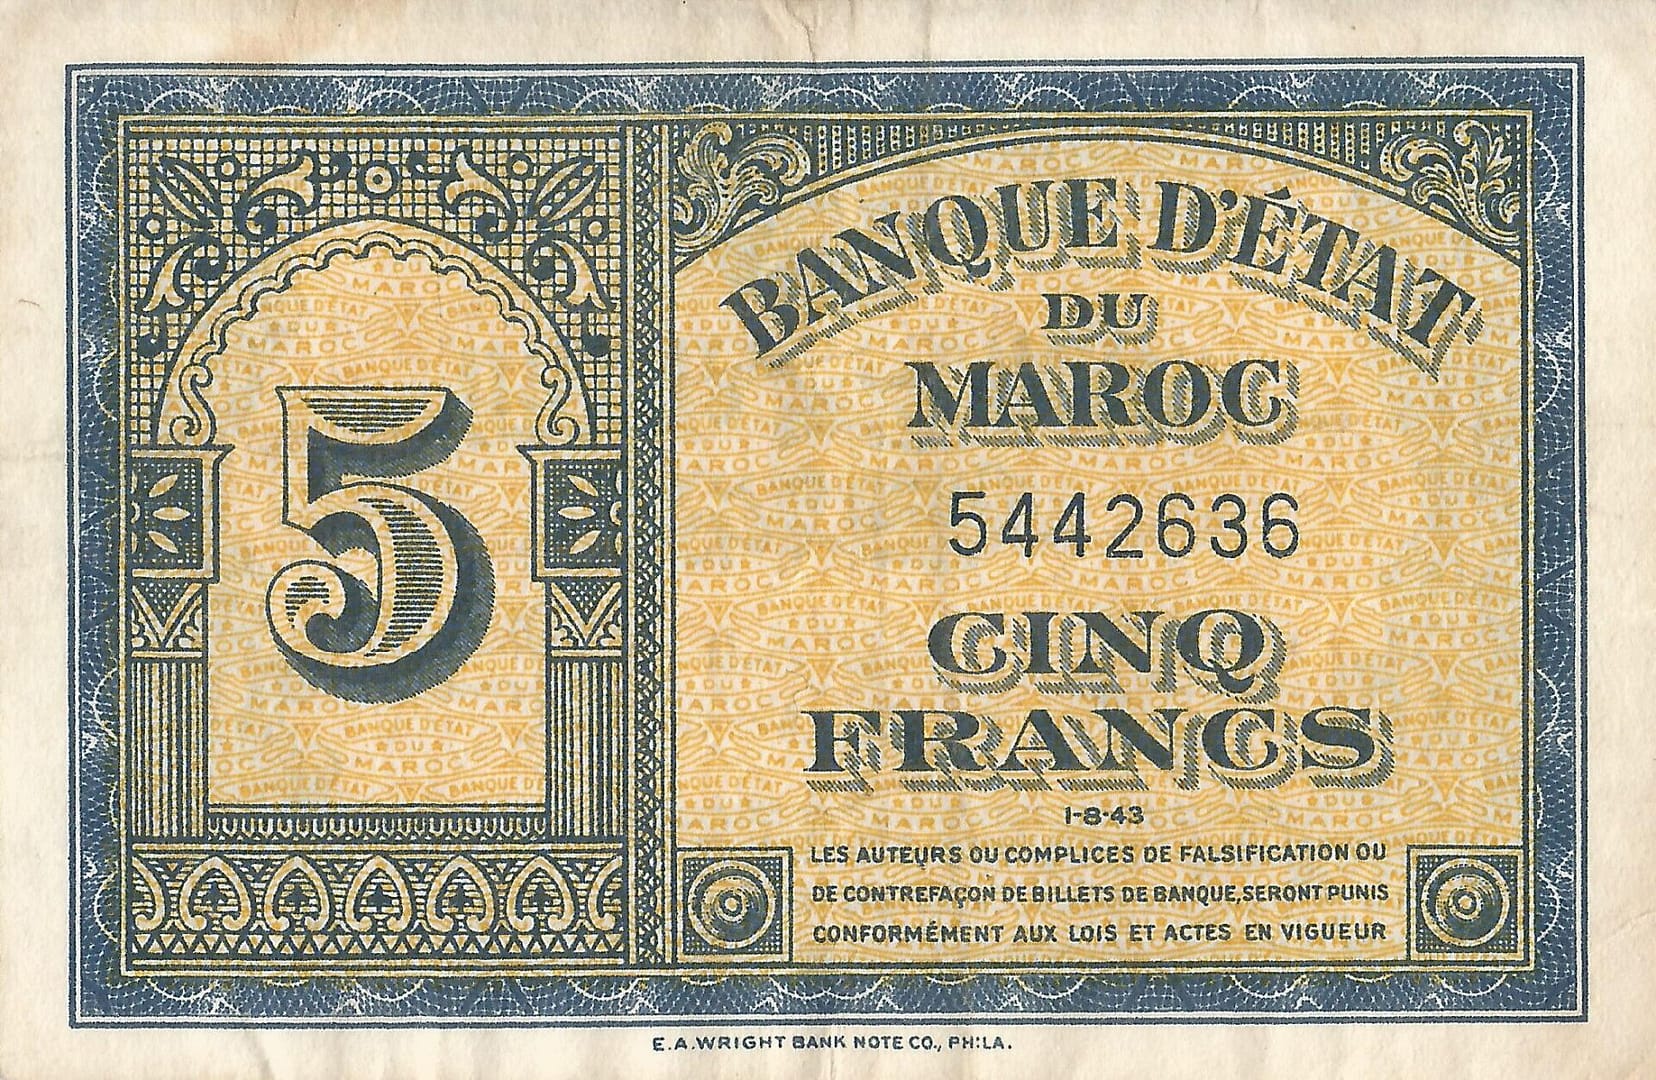 BANQUE D'ÉTAT
DU
MAROC
5
5442636
CINQ
FRANCS
1-8-43
LES AUTEURS OU COMPLICES DE FALSIFICATION OU
DE CONTREFAÇON DE BILLETS DE BANQUE, SERONT PUNIS
CONFORMÉMENT AUX LOIS ET ACTES EN VIGUEUR
E.A.WRIGHT BANK NOTE CO., PHILA.